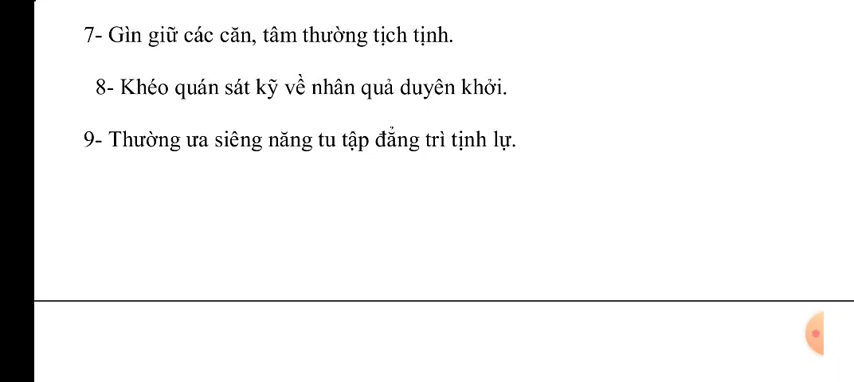 7- Gìn giữ các căn, tâm thường tịch tịnh.
8- Khéo quán sát kỹ về nhân quả duyên khởi.
9- Thường ưa siêng năng tu tập đẳng trì tịnh lự.